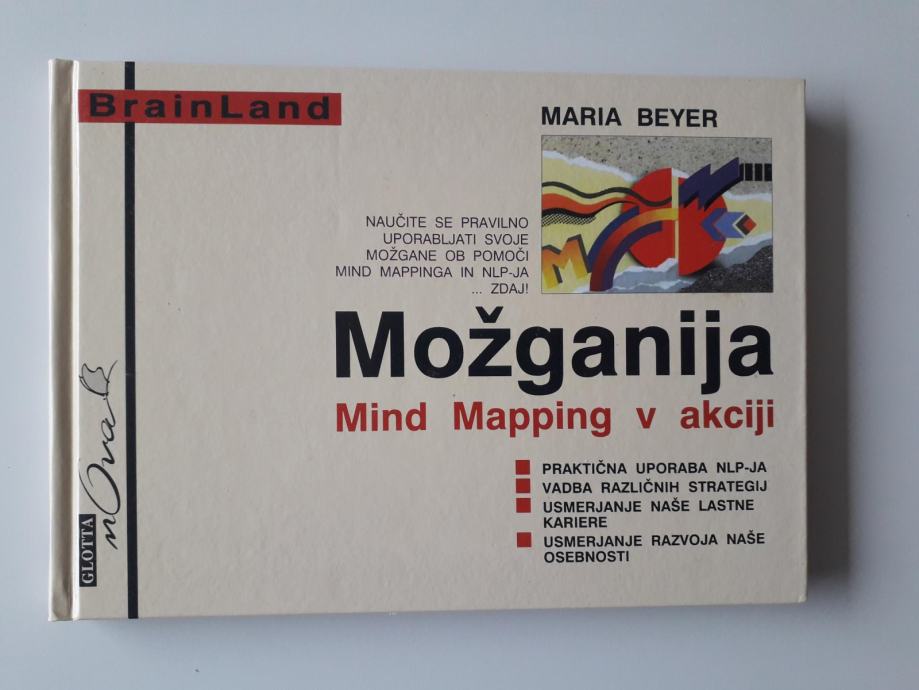 BrainLand
MARIA BEYER
NAUČITE SE PRAVILNO
UPORABLJATI SVOJE
MOŽGANE OB POMOČI
MIND MAPPINGA IN NLP-JA
... ZDAJ!
Možganija
Mind Mapping v akciji
PRAKTIČNA UPORABA NLP-JA
VADBA RAZLIČNIH STRATEGIJ
USMERJANJE NAŠE LASTNE
KARIERE
USMERJANJE RAZVOJA NAŠE
OSEBNOSTI
GLOTTA
nOva